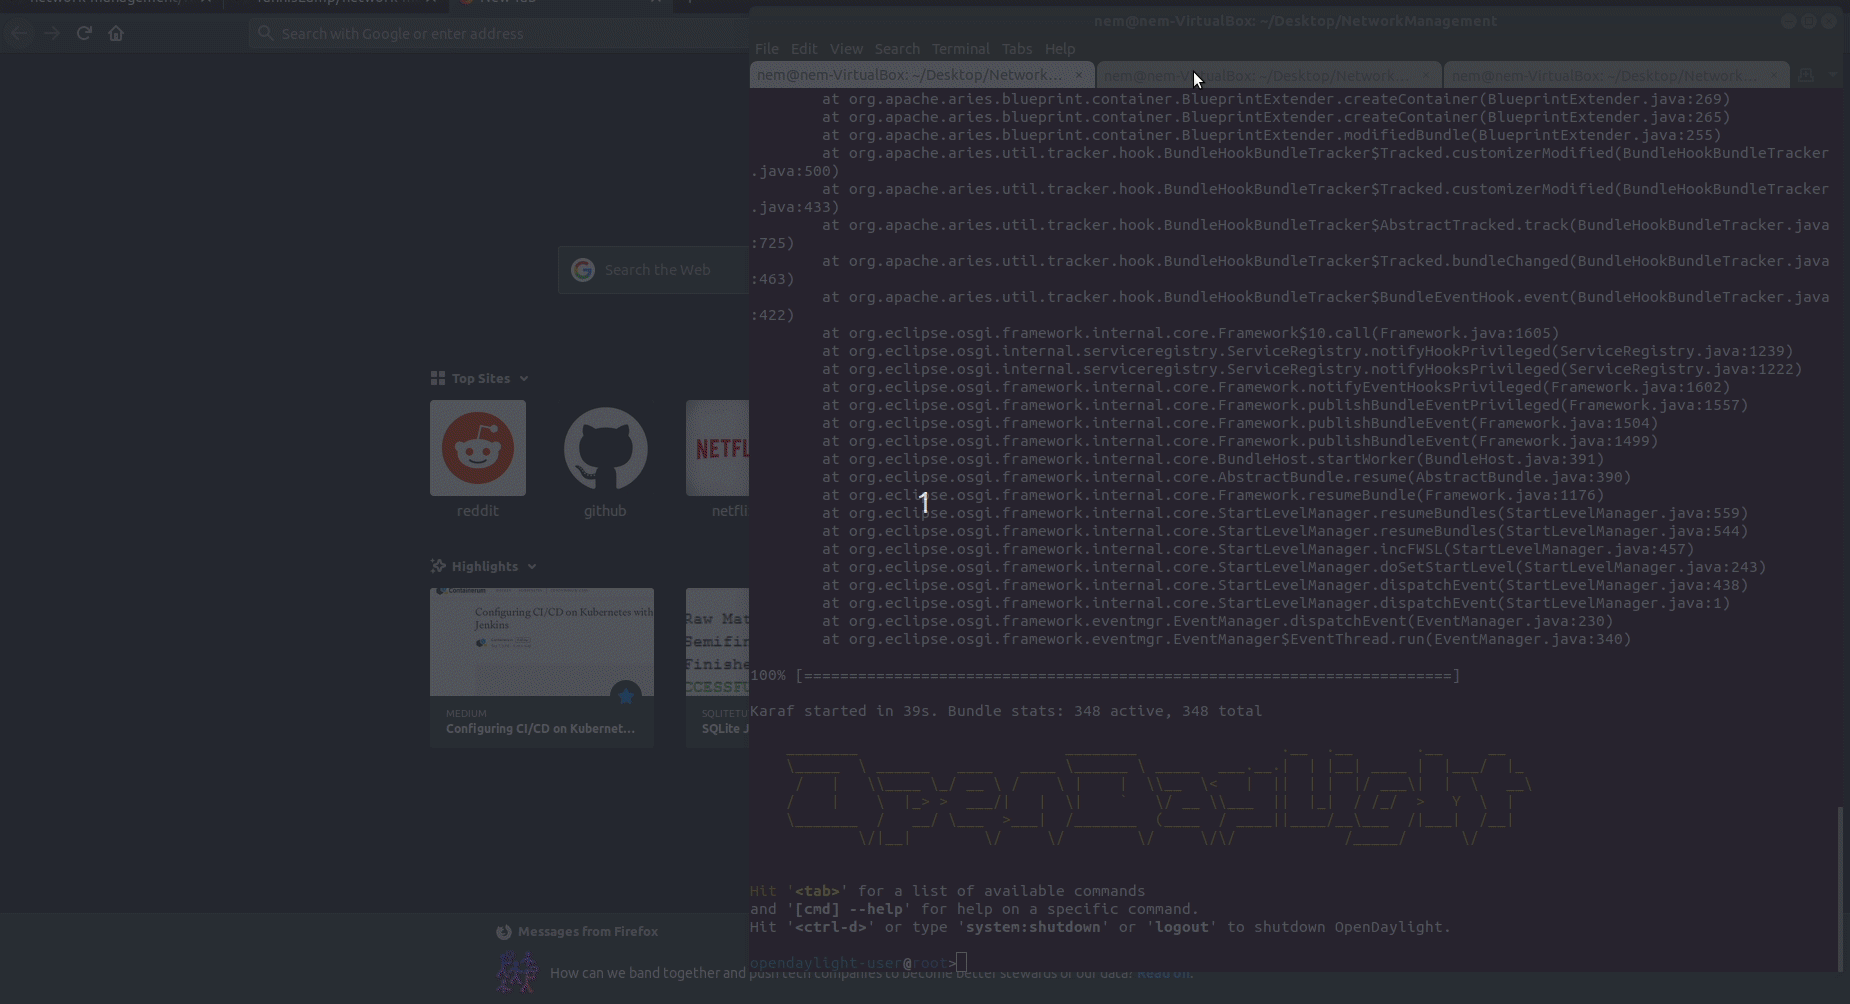 New Tab
Search with Google or enter address
Search the Web
Top Sites
reddit
github
NETFL
netfli
Highlights
Configuring CI/CD on Kubernetes with
Jenkins
MEDIUM
Configuring CI/CD on Kubernet...
Raw Mat
Semifin
Finishe
CCESSFU
SQLITETU
SQLite J
Messages from Firefox
How can we band together and push tech companies to become better stewards of our data? Read on.
nem@nem-VirtualBox: ~/Desktop/NetworkManagement
File Edit View Search Terminal Tabs Help
nem@nem-VirtualBox: ~/Desktop/Network... × nem@nem-VirtualBox: ~/Desktop/Network... × nem@nem-VirtualBox: ~/Desktop/Network... ×
at org.apache.aries.blueprint.container.BlueprintExtender.createContainer(BlueprintExtender.java:269)
at org.apache.aries.blueprint.container.BlueprintExtender.createContainer(BlueprintExtender.java:265)
at org.apache.aries.blueprint.container.BlueprintExtender.modifiedBundle(BlueprintExtender.java:255)
at org.apache.aries.util.tracker.hook.BundleHookBundleTracker$Tracked.customizerModified(BundleHookBundleTracker
.java:500)
at org.apache.aries.util.tracker.hook.BundleHookBundleTracker$Tracked.customizerModified(BundleHookBundleTracker
.java:433)
at org.apache.aries.util.tracker.hook.BundleHookBundleTracker$AbstractTracked.track(BundleHookBundleTracker.java
:725)
at org.apache.aries.util.tracker.hook.BundleHookBundleTracker$Tracked.bundleChanged(BundleHookBundleTracker.java
:463)
at org.apache.aries.util.tracker.hook.BundleHookBundleTracker$BundleEventHook.event(BundleHookBundleTracker.java
:422)
at org.eclipse.osgi.framework.internal.core.Framework$10.call(Framework.java:1605)
at org.eclipse.osgi.internal.serviceregistry.ServiceRegistry.notifyHookPrivileged(ServiceRegistry.java:1239)
at org.eclipse.osgi.internal.serviceregistry.ServiceRegistry.notifyHooksPrivileged(ServiceRegistry.java:1222)
at org.eclipse.osgi.framework.internal.core.Framework.notifyEventHooksPrivileged(Framework.java:1602)
at org.eclipse.osgi.framework.internal.core.Framework.publishBundleEventPrivileged(Framework.java:1557)
at org.eclipse.osgi.framework.internal.core.Framework.publishBundleEvent(Framework.java:1504)
at org.eclipse.osgi.framework.internal.core.Framework.publishBundleEvent(Framework.java:1499)
at org.eclipse.osgi.framework.internal.core.BundleHost.startWorker(BundleHost.java:391)
at org.eclipse.osgi.framework.internal.core.AbstractBundle.resume(AbstractBundle.java:390)
at org.eclipse.osgi.framework.internal.core.Framework.resumeBundle(Framework.java:1176)
1
at org.eclipse.osgi.framework.internal.core.StartLevelManager.resumeBundles(StartLevelManager.java:559)
at org.eclipse.osgi.framework.internal.core.StartLevelManager.resumeBundles(StartLevelManager.java:544)
at org.eclipse.osgi.framework.internal.core.StartLevelManager.incFWSL(StartLevelManager.java:457)
at org.eclipse.osgi.framework.internal.core.StartLevelManager.doSetStartLevel(StartLevelManager.java:243)
at org.eclipse.osgi.framework.internal.core.StartLevelManager.dispatchEvent(StartLevelManager.java:438)
at org.eclipse.osgi.framework.internal.core.StartLevelManager.dispatchEvent(StartLevelManager.java:1)
at org.eclipse.osgi.framework.eventmgr.EventManager.dispatchEvent(EventManager.java:230)
at org.eclipse.osgi.framework.eventmgr.EventManager$EventThread.run(EventManager.java:340)
100% [========================================================================]
Karaf started in 39s. Bundle stats: 348 active, 348 total
OpenDaylight
Hit '<tab>' for a list of available commands
and '[cmd] --help' for help on a specific command.
Hit '<ctrl-d>' or type 'system:shutdown' or 'logout' to shutdown OpenDaylight.
opendaylight-user@root>